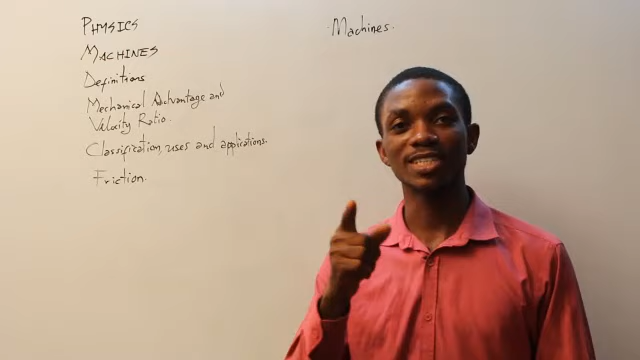 PHYSICS
MACHINES
Definitions
Mechanical Advantage and
Velocity Ratio.
Classification, uses and applications.
Friction.
Machines.